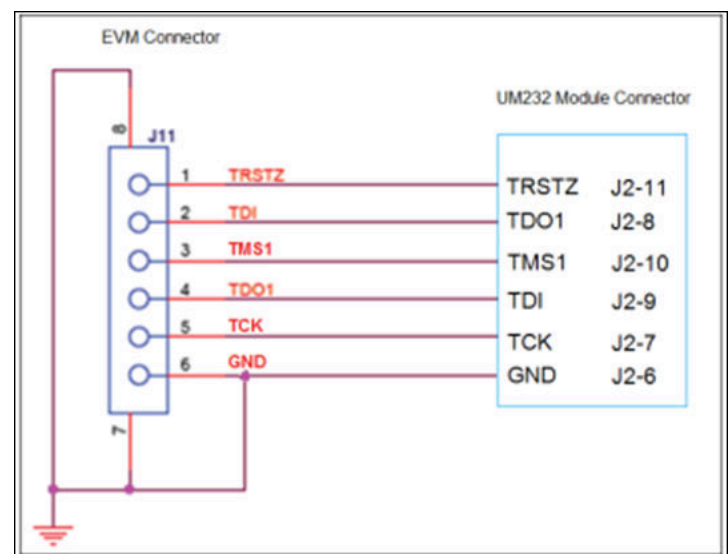 EVM Connector
UM232 Module Connector
8
J11
1 TRSTZ TRSTZ J2-11
2 TDI TDO1 J2-8
3 TMS1 TMS1 J2-10
4 TDO1 TDI J2-9
5 TCK TCK J2-7
6 GND GND J2-6
7